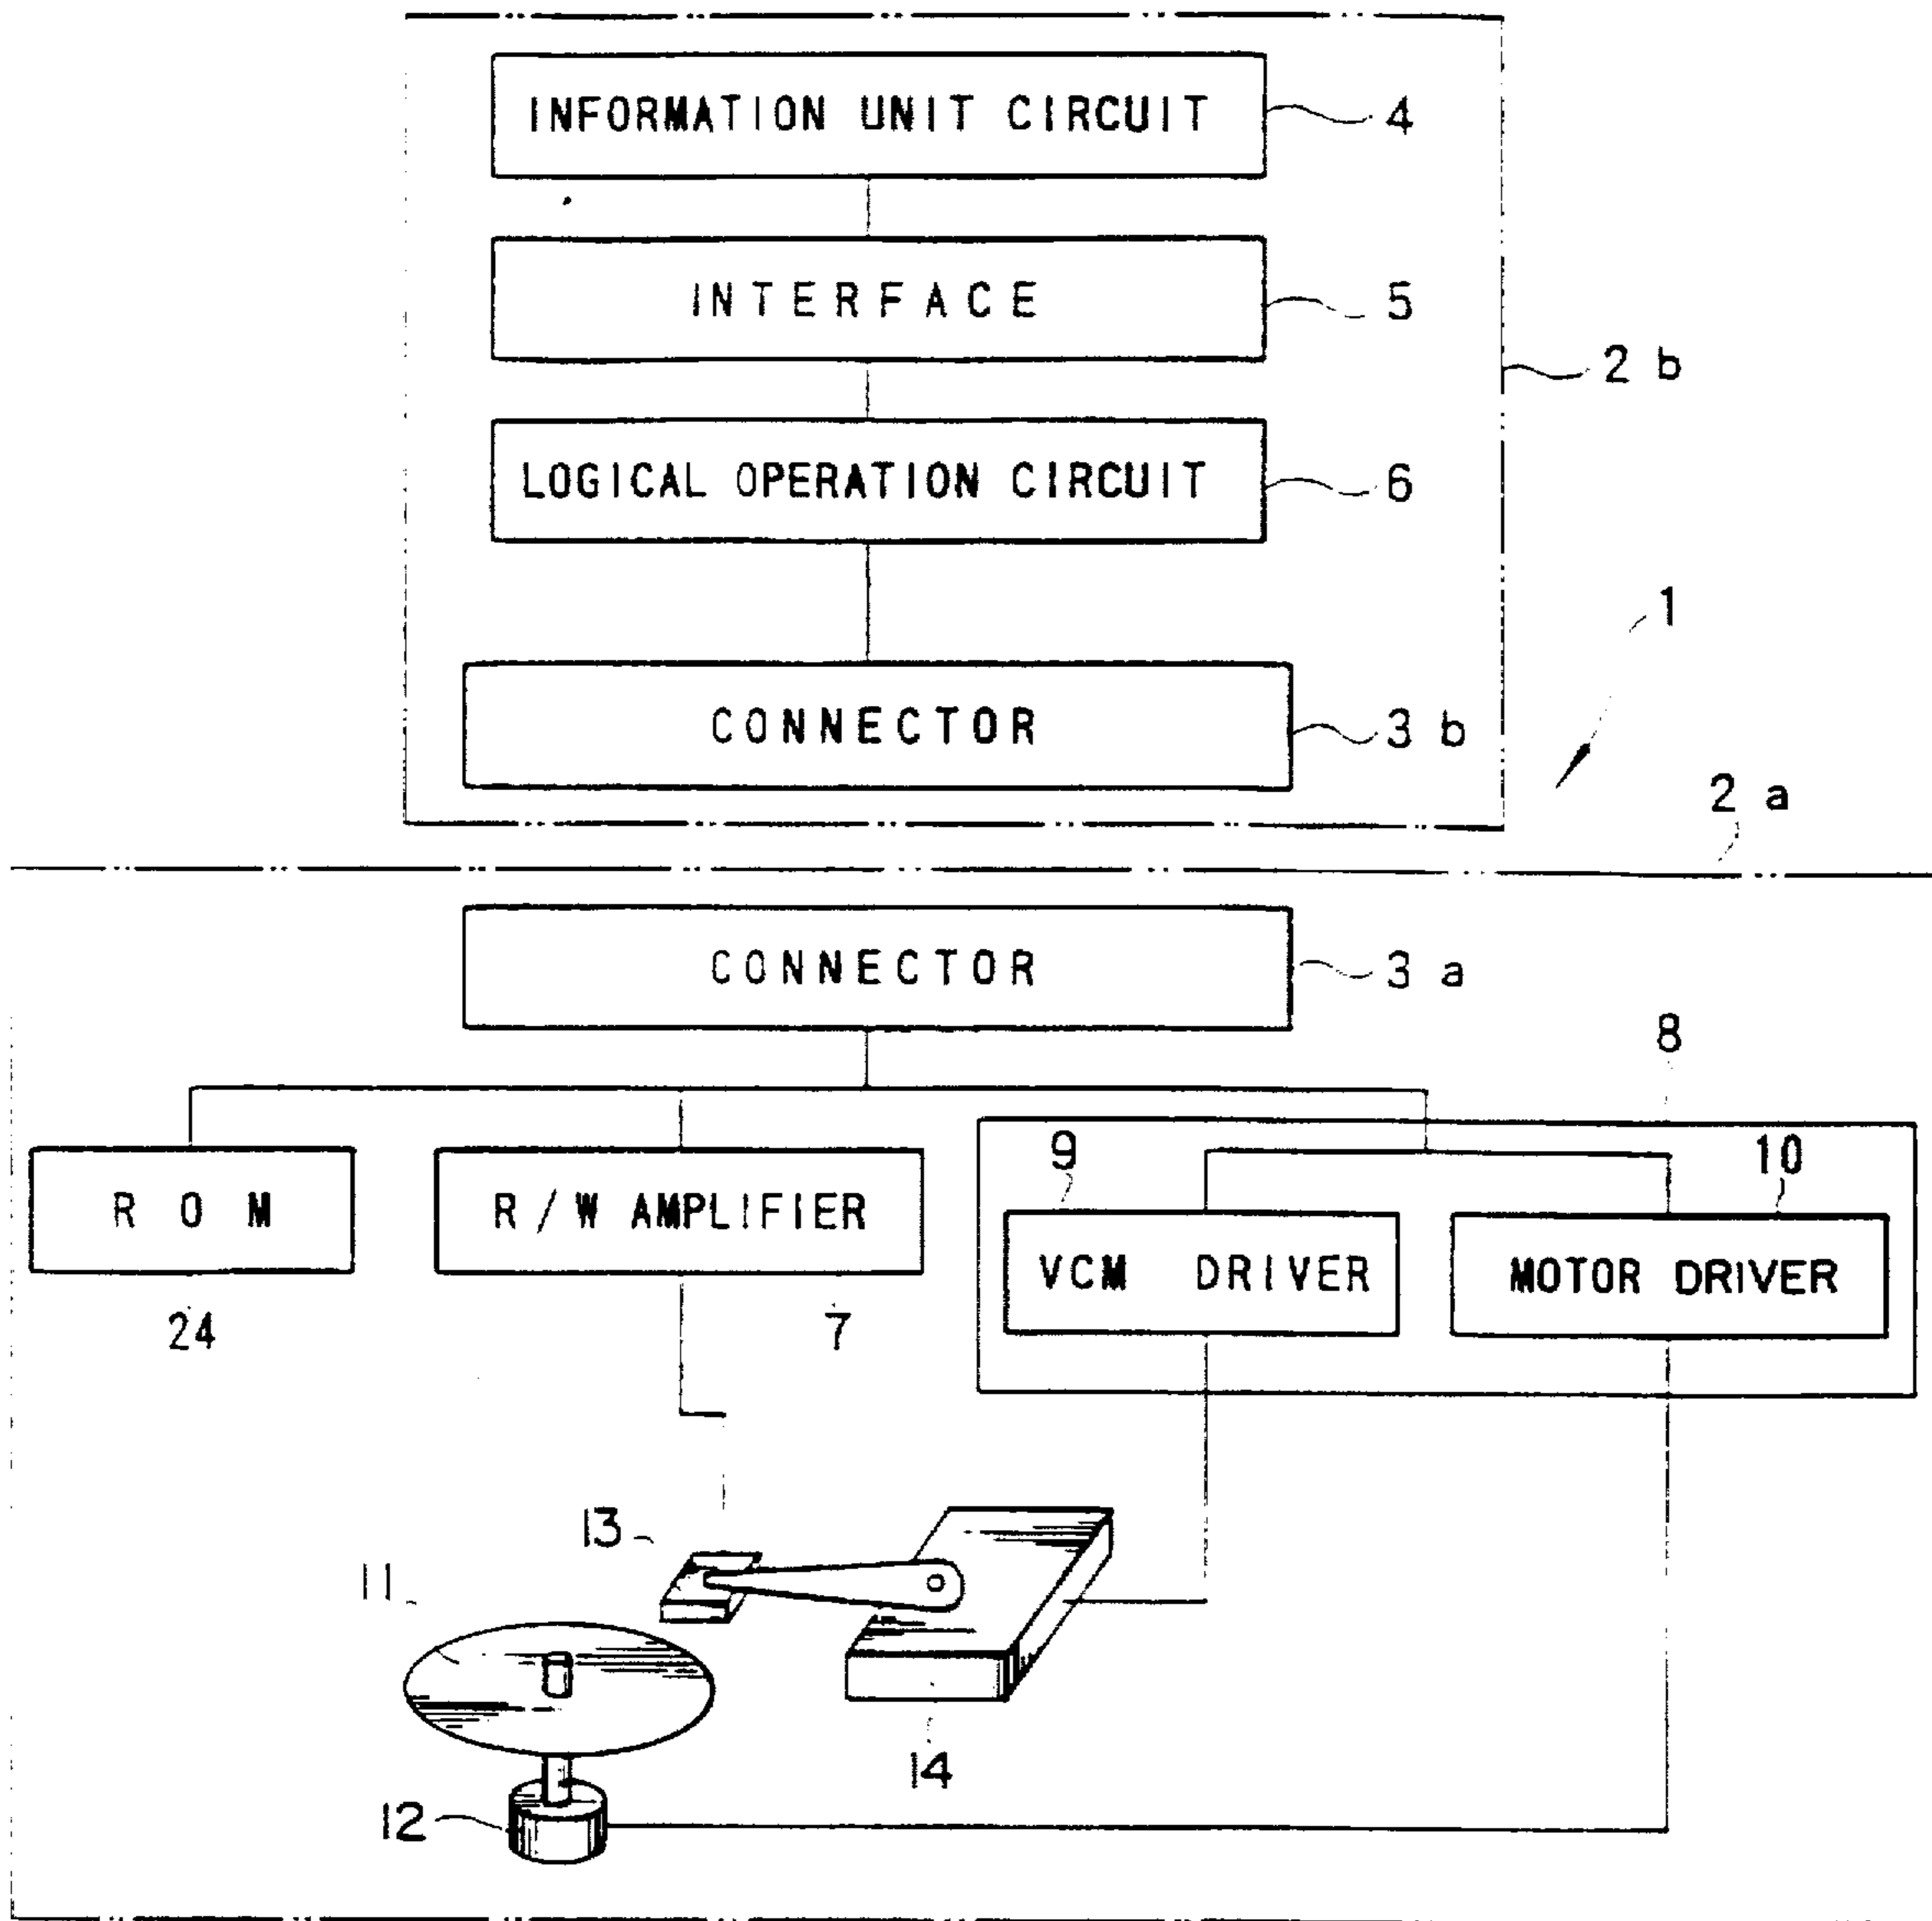 INFORMATION UNIT CIRCUIT 4
INTERFACE 5
2 b
LOGICAL OPERATION CIRCUIT 6
1
CONNECTOR 3 b
2 a
CONNECTOR 3 a
8
9 10
ROM R/W AMPLIFIER
VCM DRIVER MOTOR DRIVER
24 7
13
11
14
12